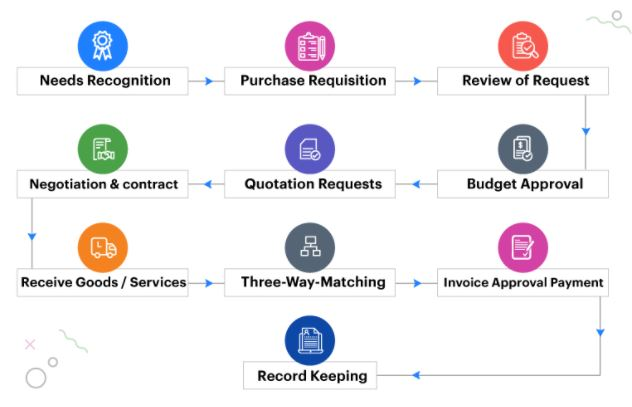 Needs Recognition
Purchase Requisition
Review of Request
Budget Approval
Quotation Requests
Negotiation & contract
Receive Goods / Services
Three-Way-Matching
Invoice Approval Payment
Record Keeping